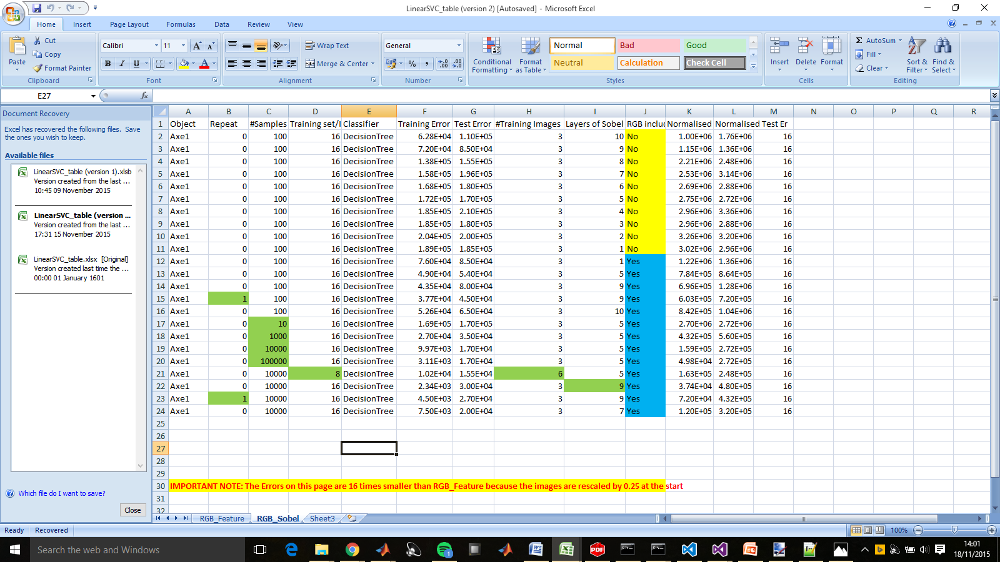 LinearSVC_table (version 2) [Autosaved] - Microsoft Excel
Home Insert Page Layout Formulas Data Review View
Paste Cut Copy Format Painter Clipboard
Calibri 11 A A B I U A Font
Wrap Text Merge & Center Alignment
General % , Number
Conditional Formatting Format as Table Normal Bad Good Neutral Calculation Check Cell Styles
Insert Delete Format Cells
AutoSum Fill Clear Sort & Filter Find & Select Editing
E27 fx
Document Recovery
Excel has recovered the following files. Save
the ones you wish to keep.
Available files
LinearSVC_table (version 1).xlsb
Version created from the last ...
10:45 09 November 2015
LinearSVC_table (version ...
Version created from the last ...
17:31 15 November 2015
LinearSVC_table.xlsx [Original]
Version created last time the ...
00:00 01 January 1601
Which file do I want to save?
Close
A B C D E F G H I J K L M N O P Q R
1 Object Repeat #Samples Training set/I Classifier Training Error Test Error #Training Images Layers of Sobel RGB inclu Normalised Normalised Test Er
2 Axe1 0 100 16 DecisionTree 6.28E+04 1.10E+05 3 10 No 1.00E+06 1.76E+06 16
3 Axe1 0 100 16 DecisionTree 7.20E+04 8.50E+04 3 9 No 1.15E+06 1.36E+06 16
4 Axe1 0 100 16 DecisionTree 1.38E+05 1.55E+05 3 8 No 2.21E+06 2.48E+06 16
5 Axe1 0 100 16 DecisionTree 1.58E+05 1.96E+05 3 7 No 2.53E+06 3.14E+06 16
6 Axe1 0 100 16 DecisionTree 1.68E+05 1.80E+05 3 6 No 2.69E+06 2.88E+06 16
7 Axe1 0 100 16 DecisionTree 1.72E+05 1.70E+05 3 5 No 2.75E+06 2.72E+06 16
8 Axe1 0 100 16 DecisionTree 1.85E+05 2.10E+05 3 4 No 2.96E+06 3.36E+06 16
9 Axe1 0 100 16 DecisionTree 1.85E+05 1.80E+05 3 3 No 2.96E+06 2.88E+06 16
10 Axe1 0 100 16 DecisionTree 2.04E+05 2.00E+05 3 2 No 3.26E+06 3.20E+06 16
11 Axe1 0 100 16 DecisionTree 1.89E+05 1.85E+05 3 1 No 3.02E+06 2.96E+06 16
12 Axe1 0 100 16 DecisionTree 7.60E+04 8.50E+04 3 1 Yes 1.22E+06 1.36E+06 16
13 Axe1 0 100 16 DecisionTree 4.90E+04 5.40E+04 3 5 Yes 7.84E+05 8.64E+05 16
14 Axe1 0 100 16 DecisionTree 4.35E+04 8.00E+04 3 9 Yes 6.96E+05 1.28E+06 16
15 Axe1 1 100 16 DecisionTree 3.77E+04 4.50E+04 3 9 Yes 6.03E+05 7.20E+05 16
16 Axe1 0 100 16 DecisionTree 5.26E+04 6.50E+04 3 10 Yes 8.42E+05 1.04E+06 16
17 Axe1 0 10 16 DecisionTree 1.69E+05 1.70E+05 3 5 Yes 2.70E+06 2.72E+06 16
18 Axe1 0 1000 16 DecisionTree 2.70E+04 3.50E+04 3 5 Yes 4.32E+05 5.60E+05 16
19 Axe1 0 10000 16 DecisionTree 9.97E+03 1.70E+04 3 5 Yes 1.59E+05 2.72E+05 16
20 Axe1 0 100000 16 DecisionTree 3.11E+03 1.70E+04 3 5 Yes 4.98E+04 2.72E+05 16
21 Axe1 0 10000 8 DecisionTree 1.02E+04 1.55E+04 6 5 Yes 1.63E+05 2.48E+05 16
22 Axe1 0 10000 16 DecisionTree 2.34E+03 3.00E+04 3 9 Yes 3.74E+04 4.80E+05 16
23 Axe1 1 10000 16 DecisionTree 4.50E+03 2.70E+04 3 9 Yes 7.20E+04 4.32E+05 16
24 Axe1 0 10000 16 DecisionTree 7.50E+03 2.00E+04 3 7 Yes 1.20E+05 3.20E+05 16
25
26
27
28
29
30 IMPORTANT NOTE: The Errors on this page are 16 times smaller than RGB_Feature because the images are rescaled by 0.25 at the start
31
32
RGB_Feature RGB_Sobel Sheet3
Ready Recovered 100%
Search the web and Windows
14:01
18/11/2015